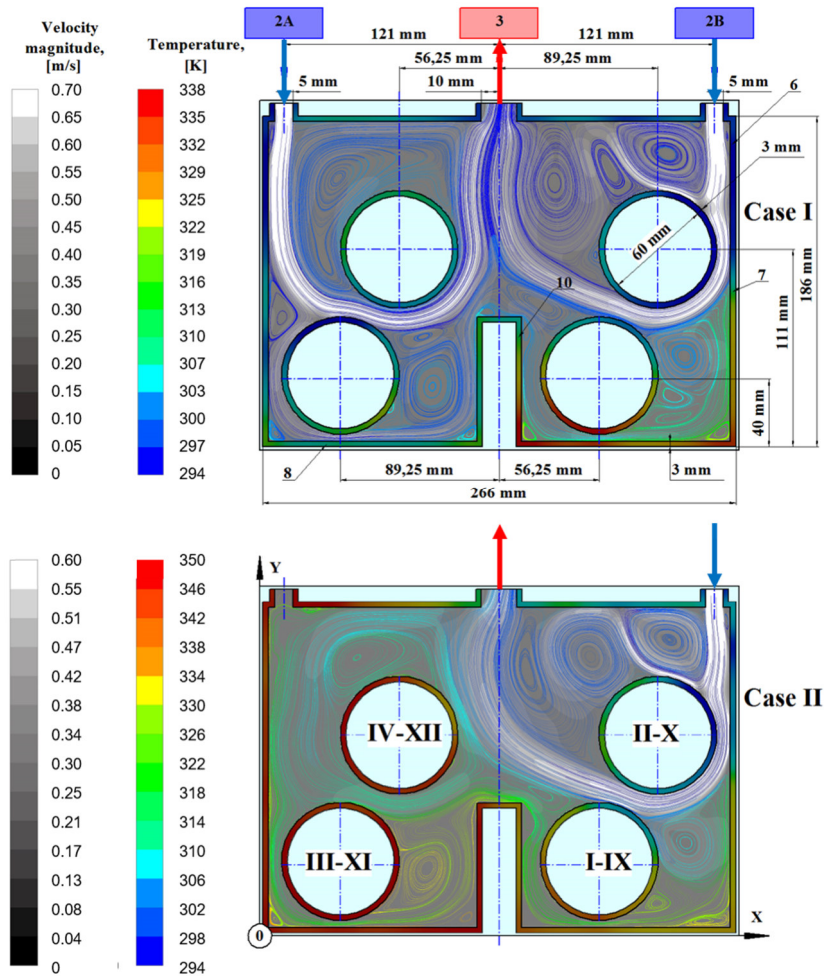 2A
3
2B
Velocity
magnitude,
[m/s]
Temperature,
[K]
121 mm
121 mm
56,25 mm
89,25 mm
5 mm
10 mm
5 mm
6
3 mm
0.70
0.65
0.60
0.55
0.50
0.45
0.40
0.35
0.30
0.25
0.20
0.15
0.10
0.05
0
338
335
332
329
325
322
319
316
313
310
307
303
300
297
294
Case I
60 mm
7
10
186 mm
111 mm
40 mm
8
89,25 mm
56,25 mm
3 mm
266 mm
0.60
0.55
0.51
0.47
0.42
0.38
0.34
0.30
0.25
0.21
0.17
0.13
0.08
0.04
0
350
346
342
338
334
330
326
322
318
314
310
306
302
298
294
Y
Case II
IV-XII
II-X
III-XI
I-IX
0
X